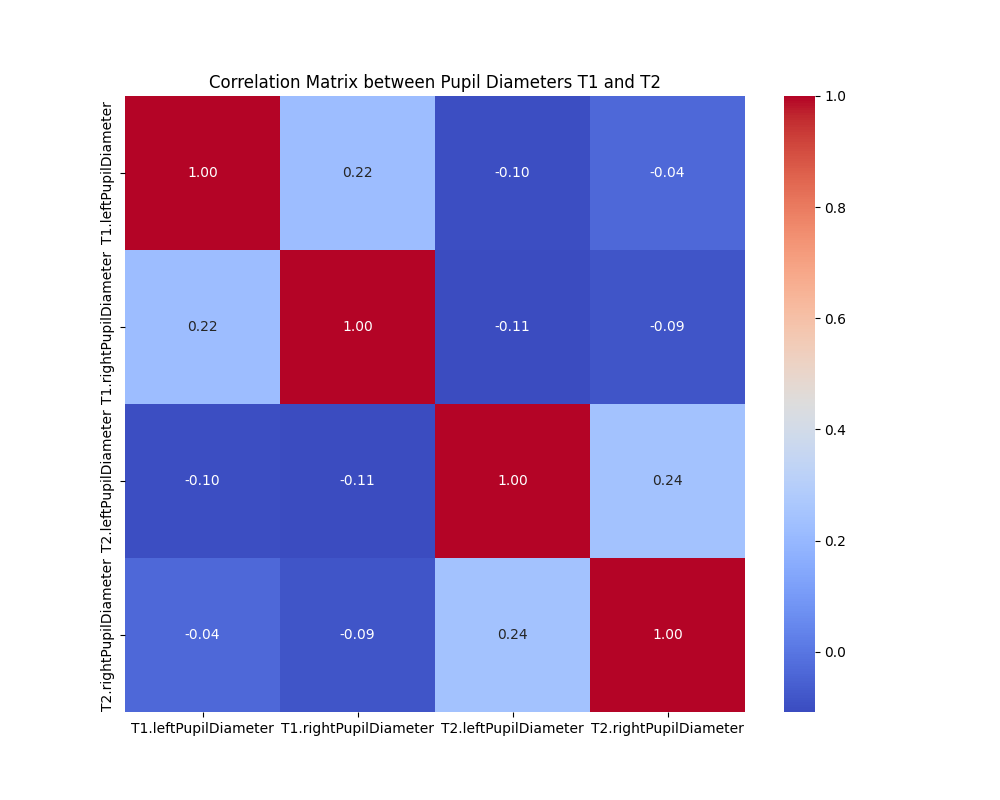 Correlation Matrix between Pupil Diameters T1 and T2
T1.leftPupilDiameter
1.00
0.22
-0.10
-0.04
T1.rightPupilDiameter
0.22
1.00
-0.11
-0.09
T2.leftPupilDiameter
-0.10
-0.11
1.00
0.24
T2.rightPupilDiameter
-0.04
-0.09
0.24
1.00
T1.leftPupilDiameter
T1.rightPupilDiameter
T2.leftPupilDiameter
T2.rightPupilDiameter
1.0
0.8
0.6
0.4
0.2
0.0